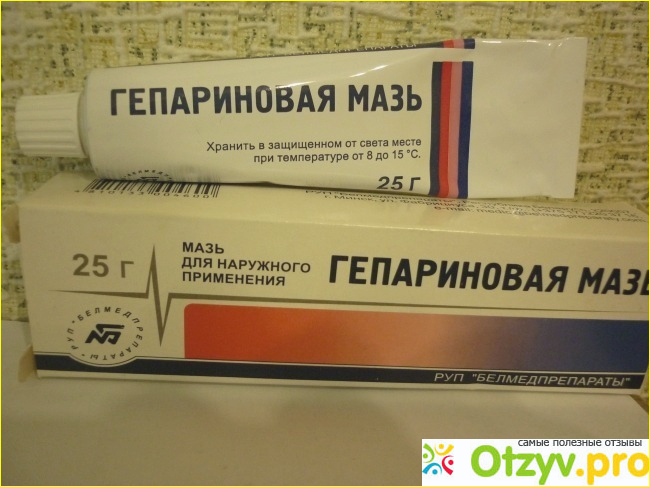 ГЕПАРИНОВАЯ МАЗЬ
Хранить в защищенном от света месте
при температуре от 8 до 15 °С.
25 Г
25 Г
МАЗЬ
ДЛЯ НАРУЖНОГО
ПРИМЕНЕНИЯ
ГЕПАРИНОВАЯ МАЗЬ
РУП "БЕЛМЕДПРЕПАРАТЫ"
РУП "БЕЛМЕДПРЕПАРАТЫ"
самые полезные отзывы
Otzyv.pro